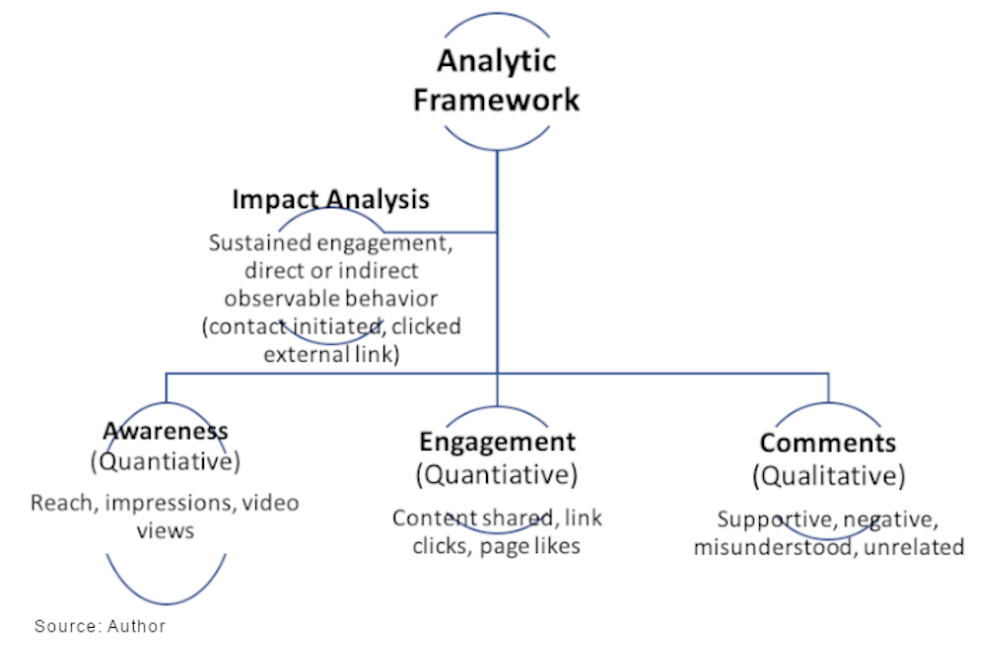 Analytic
Framework
Impact Analysis
Sustained engagement,
direct or indirect
observable behavior
(contact initiated, clicked
external link)
Awareness
(Quantiative)
Reach, impressions, video
views
Engagement
(Quantiative)
Content shared, link
clicks, page likes
Comments
(Qualitative)
Supportive, negative,
misunderstood, unrelated
Source: Author